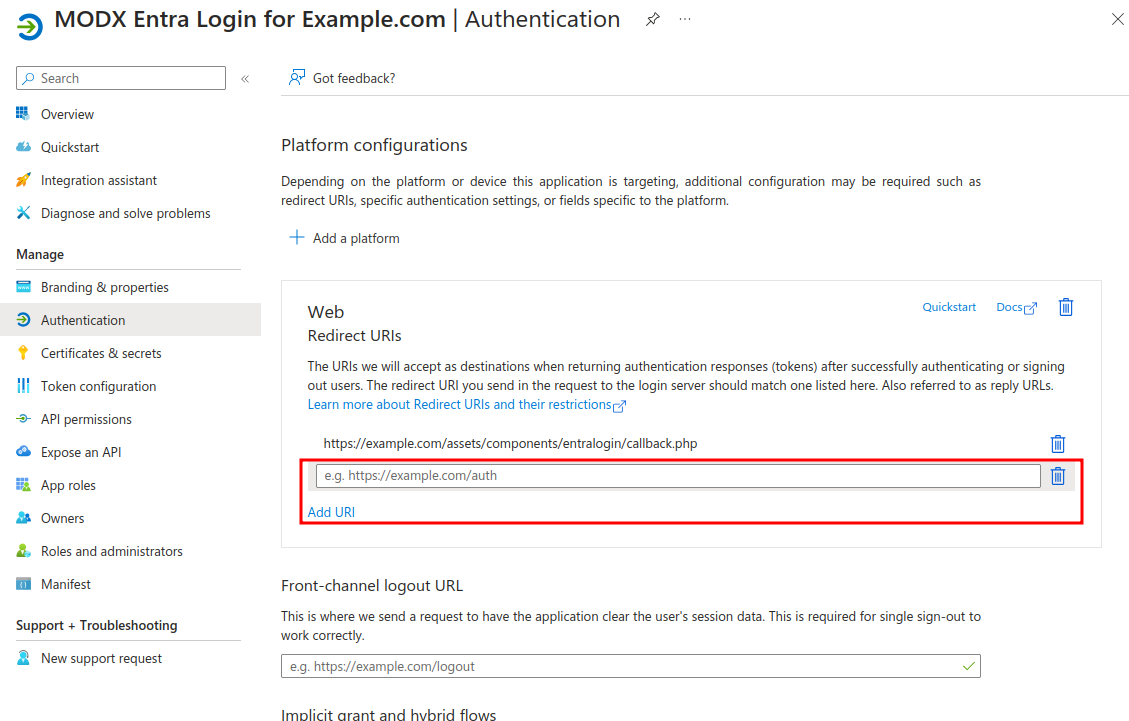 MODX Entra Login for Example.com | Authentication
Search
Got feedback?
Overview
Quickstart
Integration assistant
Diagnose and solve problems
Manage
Branding & properties
Authentication
Certificates & secrets
Token configuration
API permissions
Expose an API
App roles
Owners
Roles and administrators
Manifest
Support + Troubleshooting
New support request
Platform configurations
Depending on the platform or device this application is targeting, additional configuration may be required such as
redirect URIs, specific authentication settings, or fields specific to the platform.
Add a platform
Web
Quickstart
Docs
Redirect URIs
The URIs we will accept as destinations when returning authentication responses (tokens) after successfully authenticating or signing
out users. The redirect URI you send in the request to the login server should match one listed here. Also referred to as reply URLs.
Learn more about Redirect URIs and their restrictions
https://example.com/assets/components/entralogin/callback.php
e.g. https://example.com/auth
Add URI
Front-channel logout URL
This is where we send a request to have the application clear the user's session data. This is required for single sign-out to
work correctly.
e.g. https://example.com/logout
Implicit grant and hybrid flows